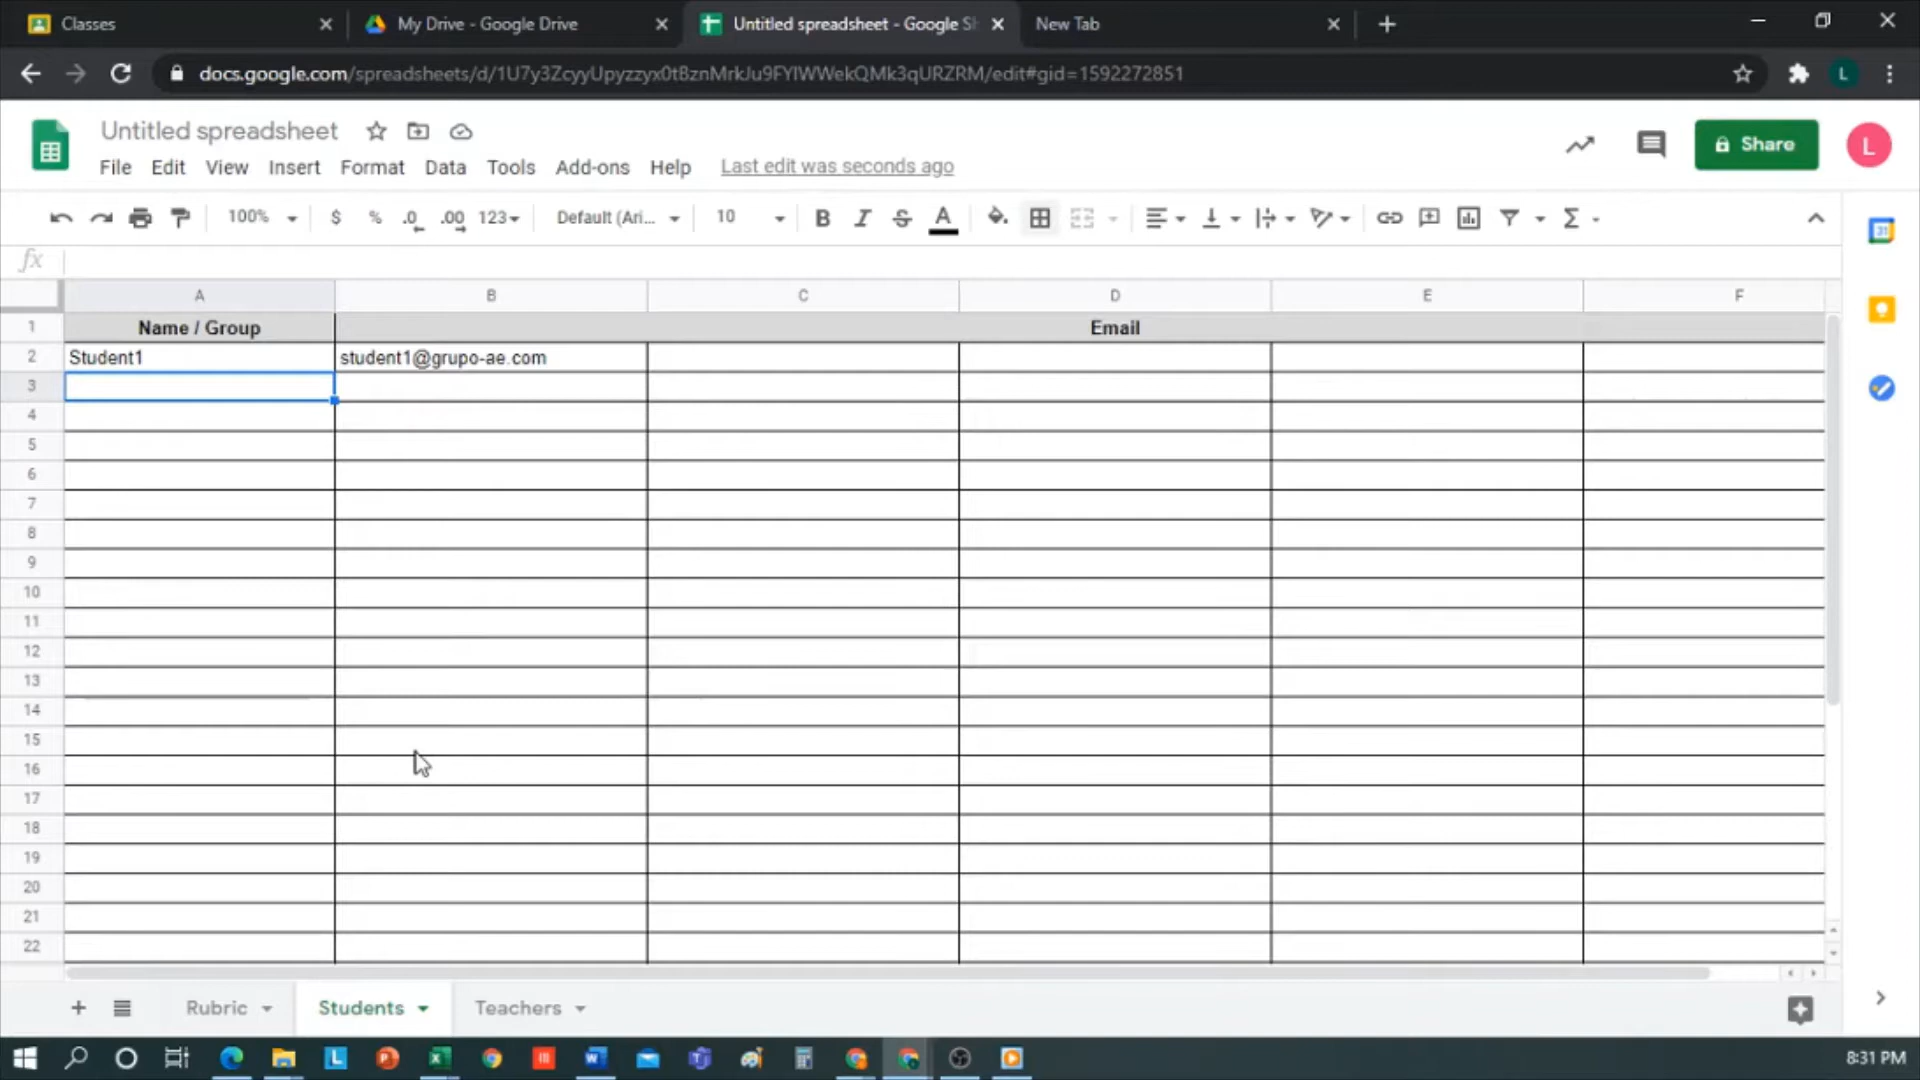 Classes
My Drive - Google Drive
Untitled spreadsheet - Google Sh
New Tab
docs.google.com/spreadsheets/d/1U7y3ZcyyUpyzzyx0tBznMrkJu9FYIWWekQMk3qURZRM/edit#gid=1592272851
L
Untitled spreadsheet
File Edit View Insert Format Data Tools Add-ons Help Last edit was seconds ago
Share
L
100% $ % .0 .00 123 Default (Ari... 10 B I S A Σ
31
fx
A B C D E F
1 Name / Group Email
2 Student1 student1@grupo-ae.com
3
4
5
6
7
8
9
10
11
12
13
14
15
16
17
18
19
20
21
22
Rubric Students Teachers
8:31 PM